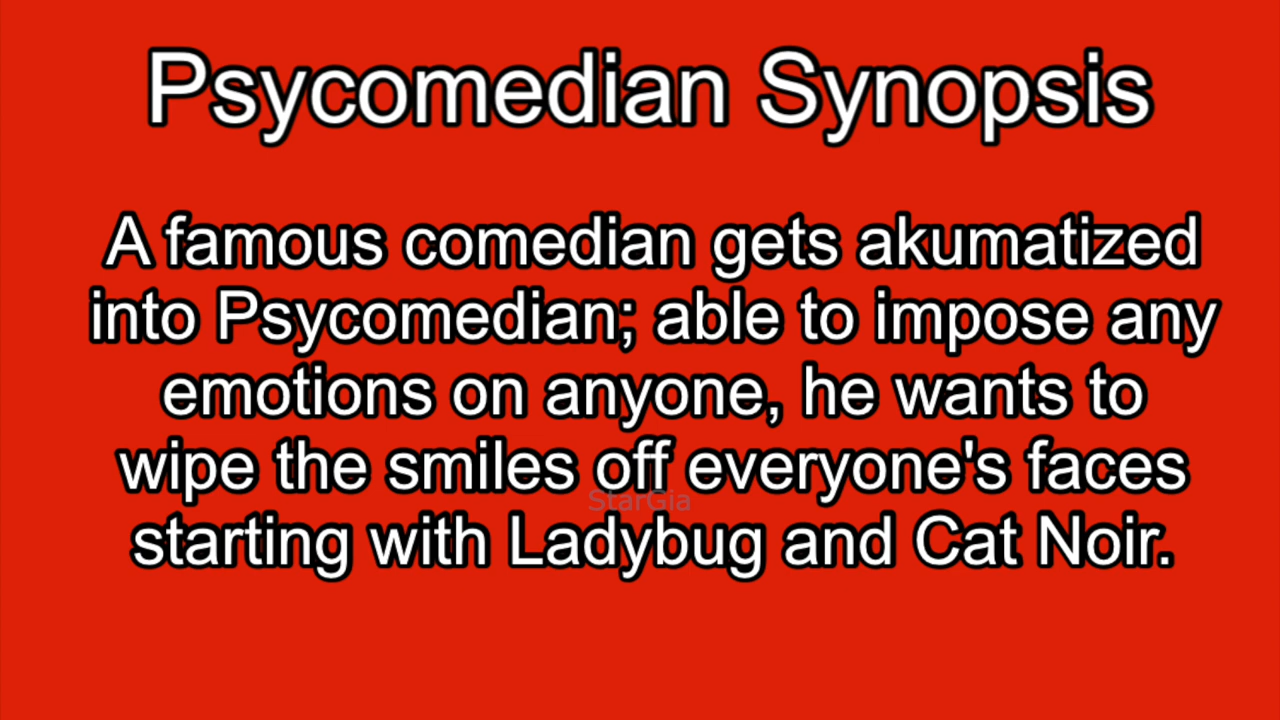 Psycomedian Synopsis
A famous comedian gets akumatized
into Psycomedian; able to impose any
emotions on anyone, he wants to
wipe the smiles off everyone's faces
StarGia
starting with Ladybug and Cat Noir.